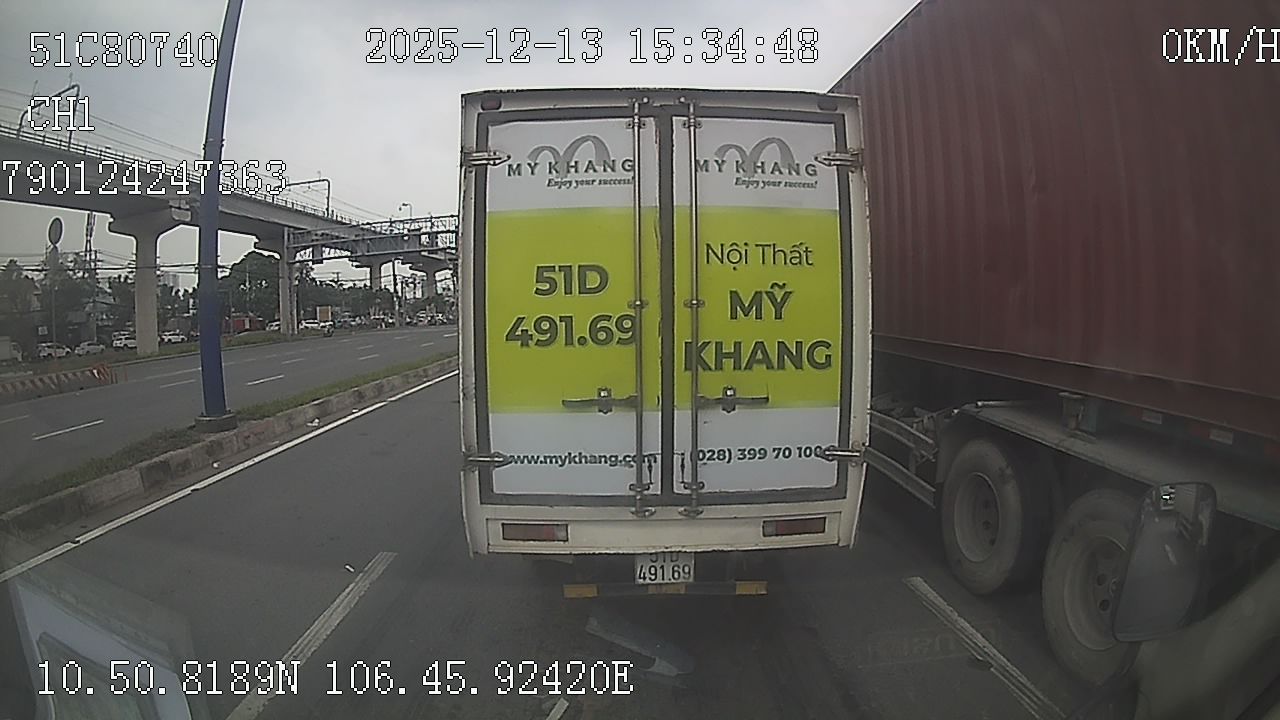 51C80740
2025-12-13 15:34:48
0KM/H
CH1
790124247363
MY KHANG
Enjoy your success!
MY KHANG
Enjoy your success!
51D
491.69
Nội Thất
MỸ
KHANG
www.mykhang.com
(028) 399 70 100
51D
491.69
10.50.8189N 106.45.92420E